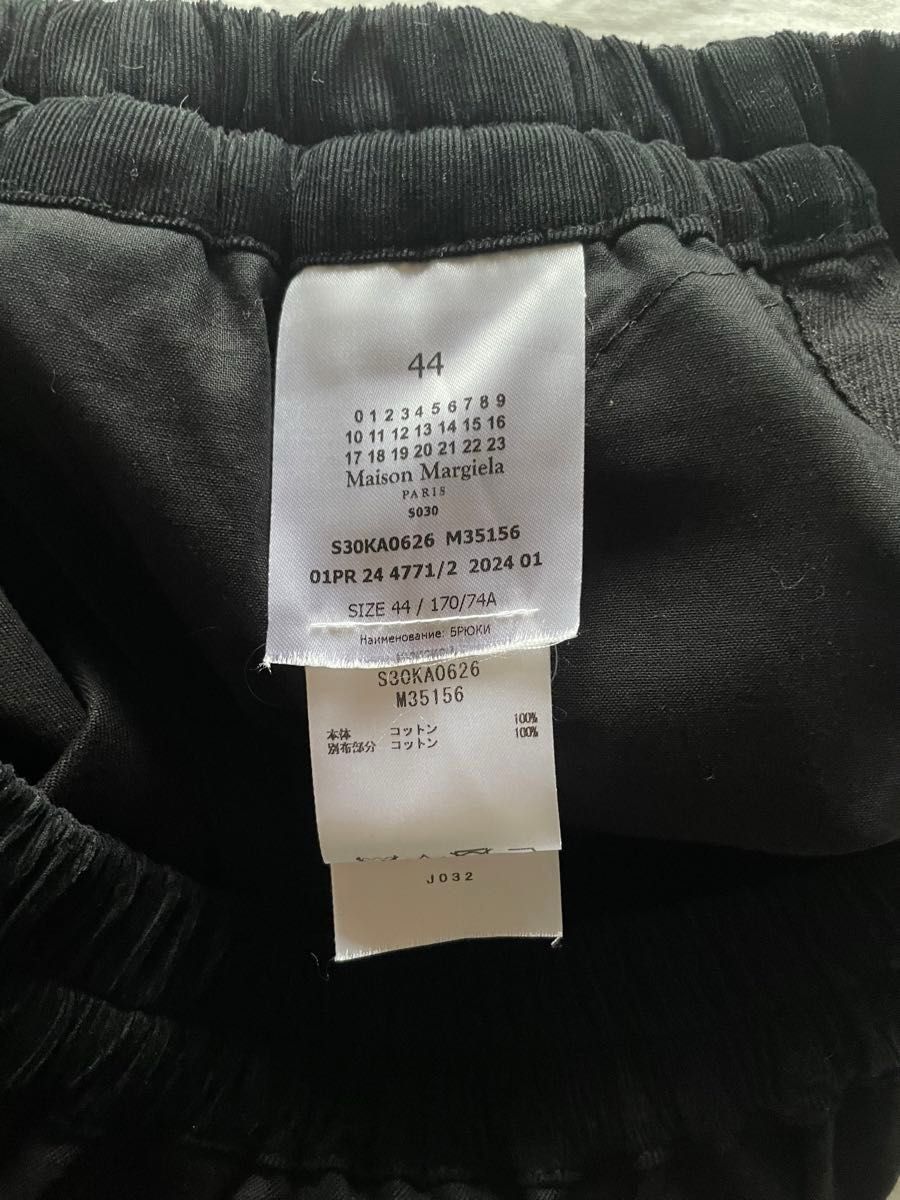 44
0 1 2 3 4 5 6 7 8 9
10 11 12 13 14 15 16
17 18 19 20 21 22 23
Maison Margiela
PARIS
S030
S30KA0626 M35156
01PR 24 4771/2 2024 01
SIZE 44 / 170/74A
Наименование: БРЮКИ
S30KA0626
M35156
本体 コットン 100%
別布部分 コットン 100%
J032